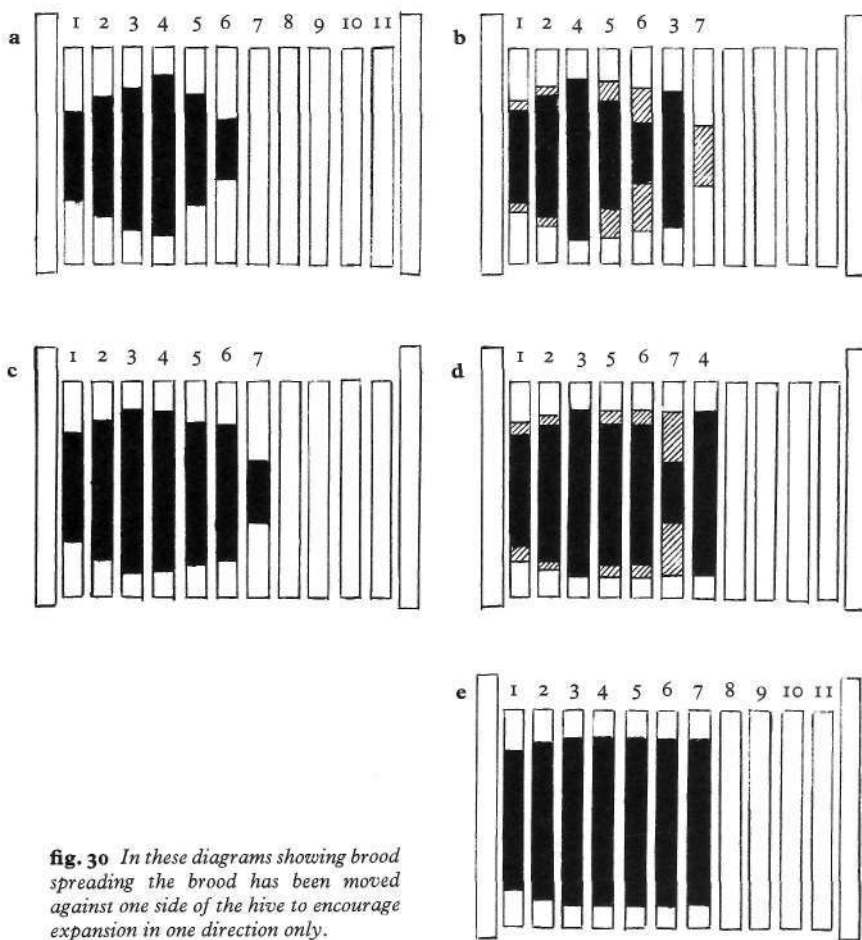 a
1 2 3 4 5 6 7 8 9 10 11
b
1 2 4 5 6 3 7
c
1 2 3 4 5 6 7
d
1 2 3 5 6 7 4
e
1 2 3 4 5 6 7 8 9 10 11
fig. 30 In these diagrams showing brood
spreading the brood has been moved
against one side of the hive to encourage
expansion in one direction only.